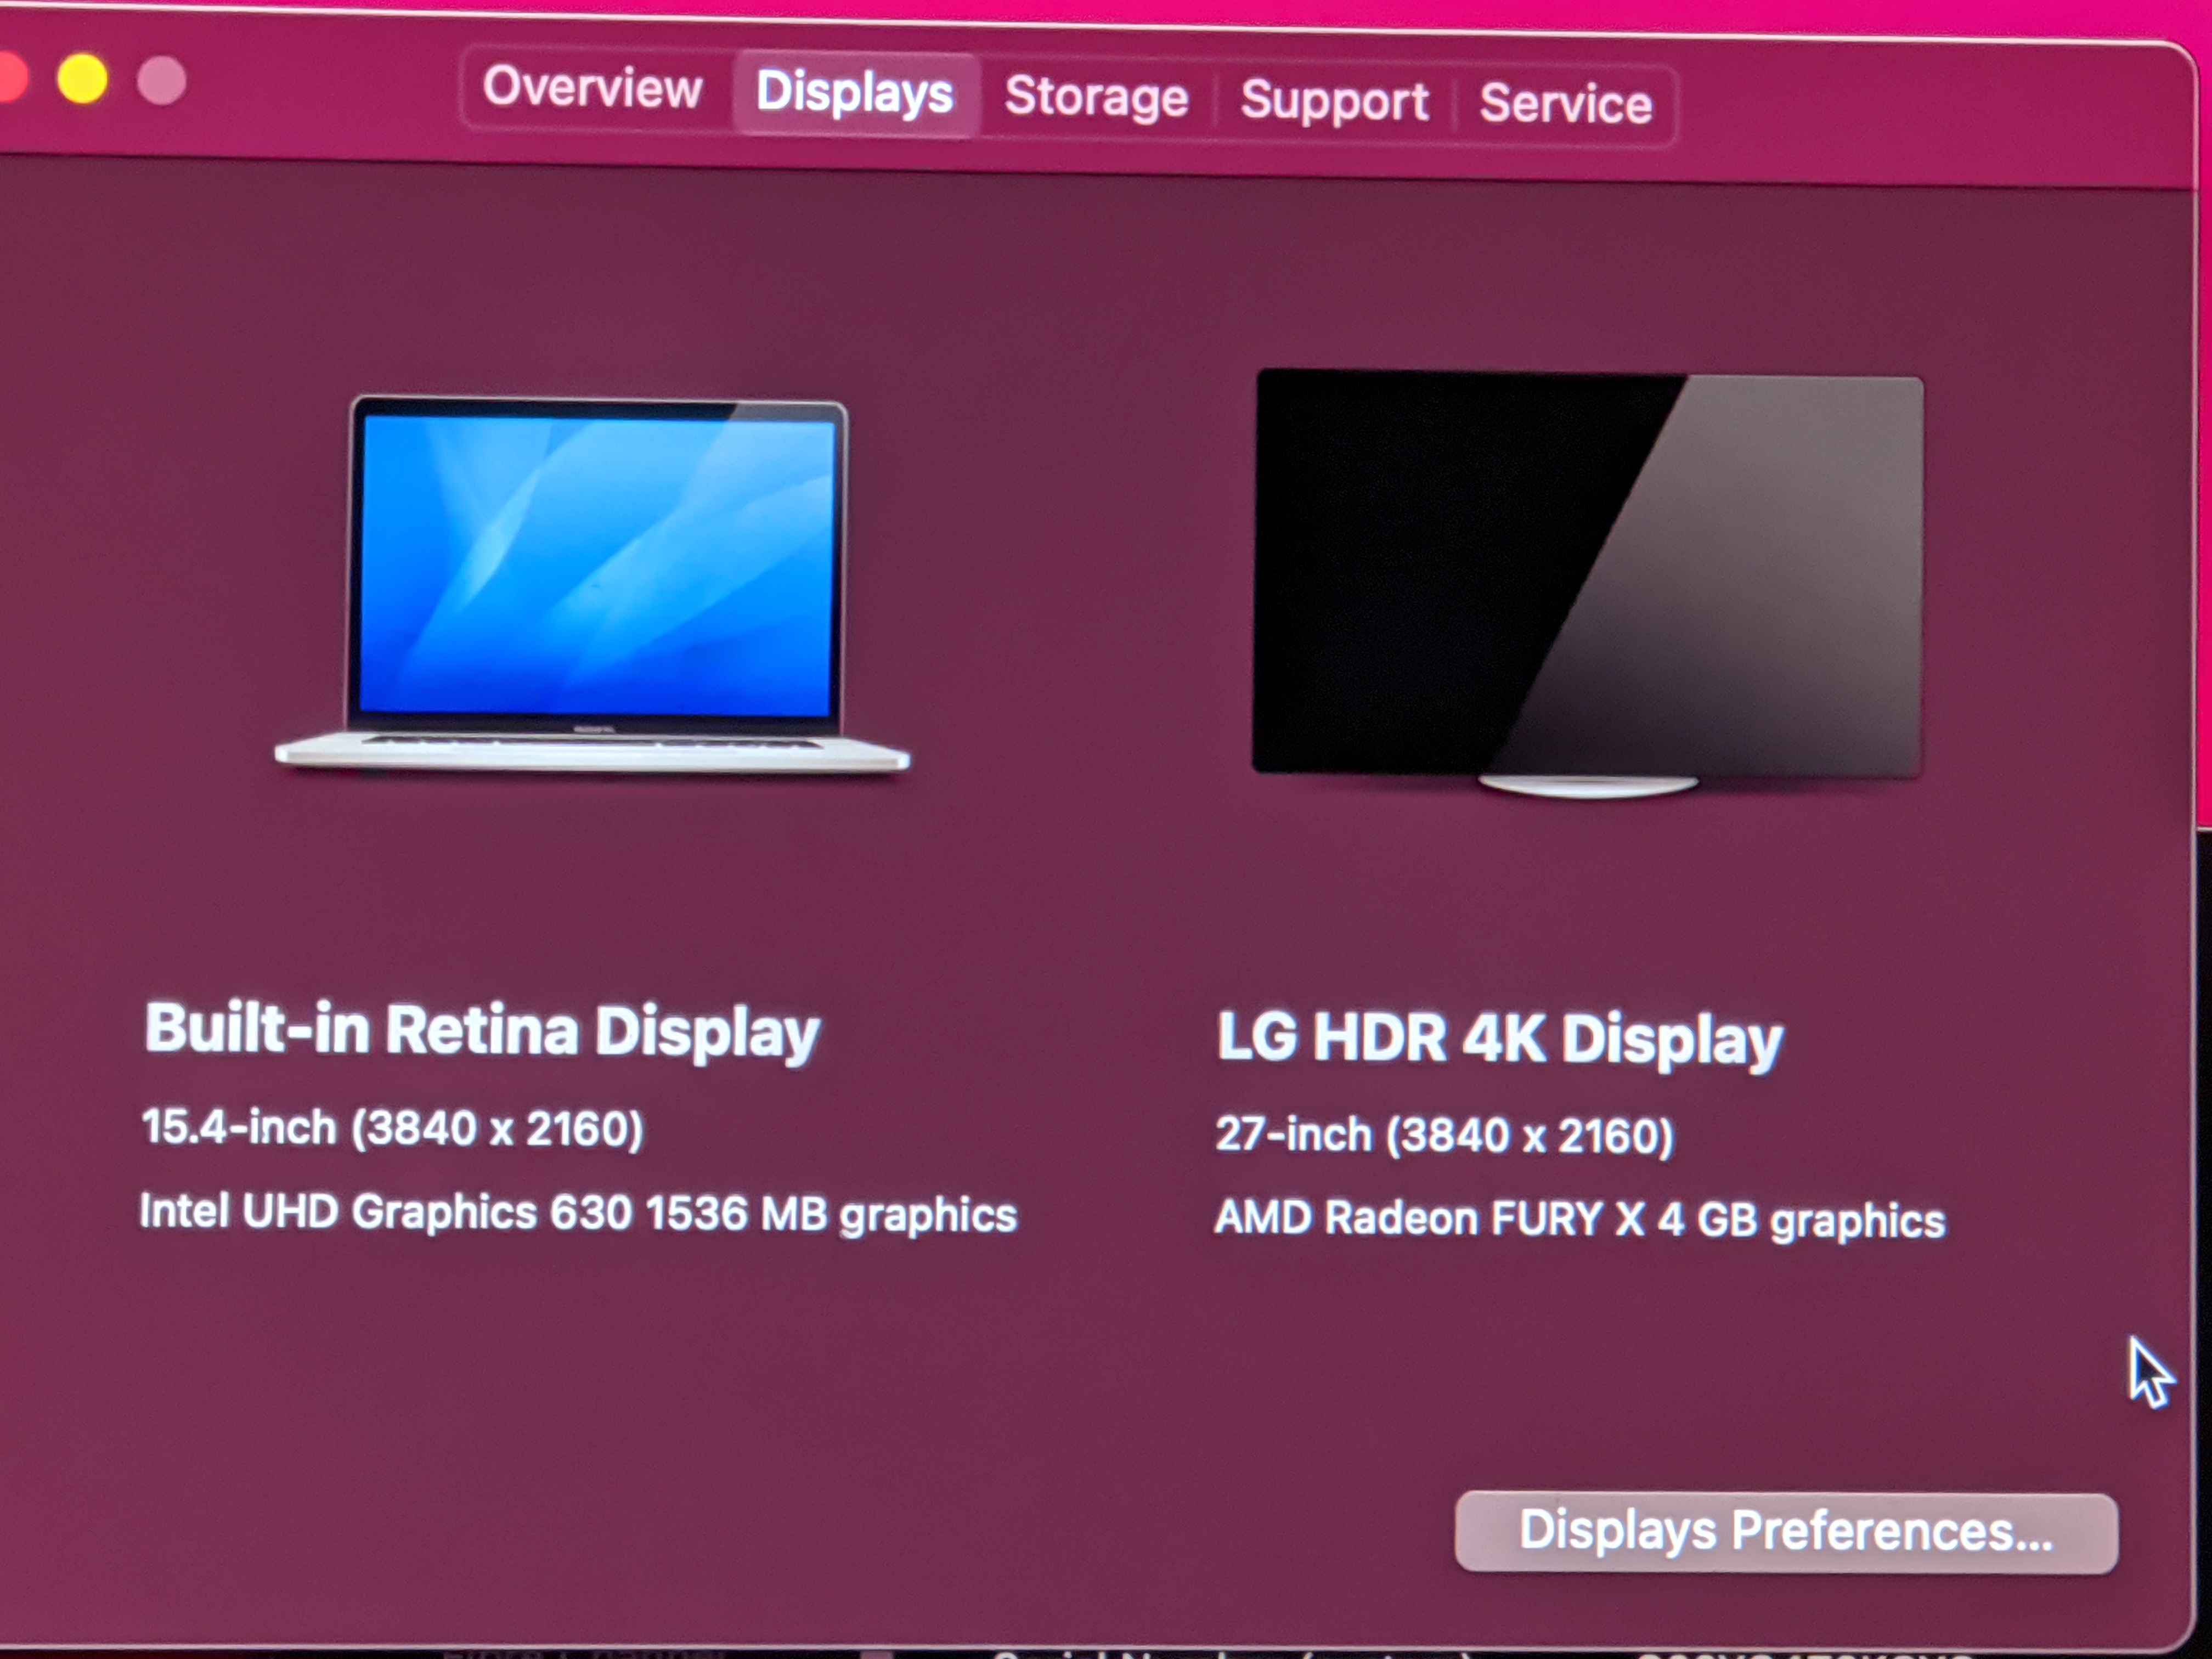 Overview Displays Storage Support Service
Built-in Retina Display
15.4-inch (3840 x 2160)
Intel UHD Graphics 630 1536 MB graphics
LG HDR 4K Display
27-inch (3840 x 2160)
AMD Radeon FURY X 4 GB graphics
Displays Preferences...